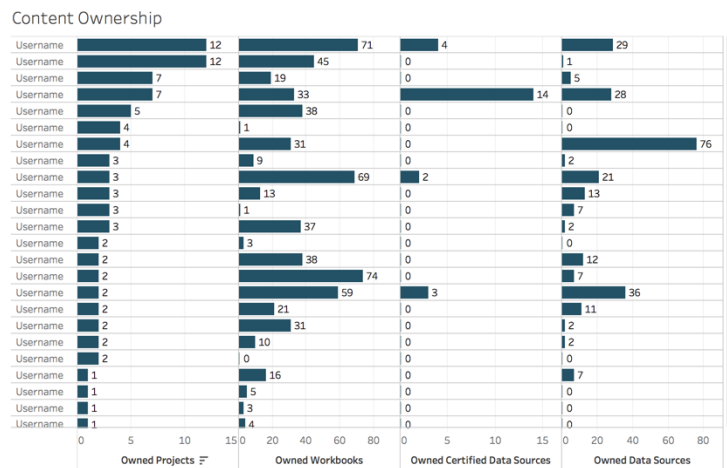 Content Ownership
Username 12 71 4 29
Username 12 45 0 1
Username 7 19 0 5
Username 7 33 14 28
Username 5 38 0 0
Username 4 1 0 0
Username 4 31 0 76
Username 3 9 0 2
Username 3 69 2 21
Username 3 13 0 13
Username 3 1 0 7
Username 3 37 0 2
Username 2 3 0 0
Username 2 38 0 12
Username 2 74 0 7
Username 2 59 3 36
Username 2 21 0 11
Username 2 31 0 2
Username 2 10 0 2
Username 2 0 0 0
Username 1 16 0 7
Username 1 5 0 0
Username 1 3 0 0
Username 1 4 0 0
0 5 10 15 0 20 40 60 80 0 5 10 15 0 20 40 60 80
Owned Projects Owned Workbooks Owned Certified Data Sources Owned Data Sources